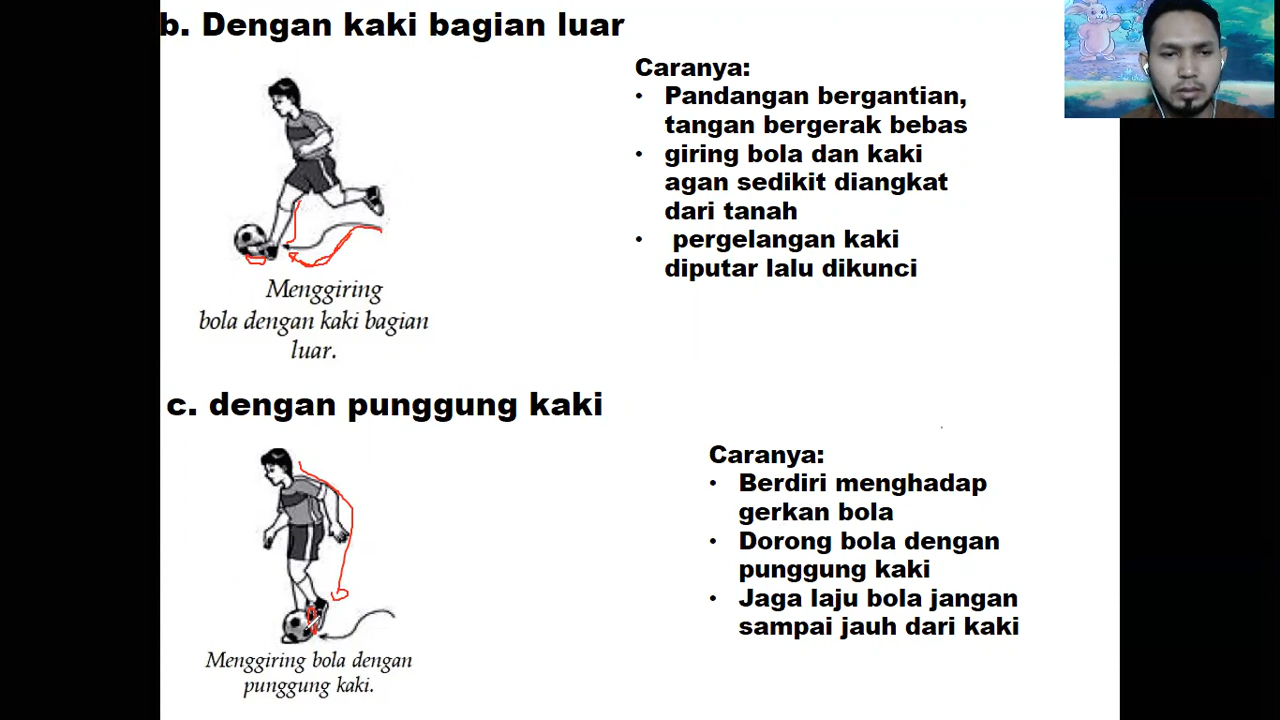 b. Dengan kaki bagian luar
Caranya:
• Pandangan bergantian,
tangan bergerak bebas
• giring bola dan kaki
agan sedikit diangkat
dari tanah
• pergelangan kaki
diputar lalu dikunci
Menggiring
bola dengan kaki bagian
luar.
c. dengan punggung kaki
Caranya:
• Berdiri menghadap
gerkan bola
• Dorong bola dengan
punggung kaki
• Jaga laju bola jangan
sampai jauh dari kaki
Menggiring bola dengan
punggung kaki.